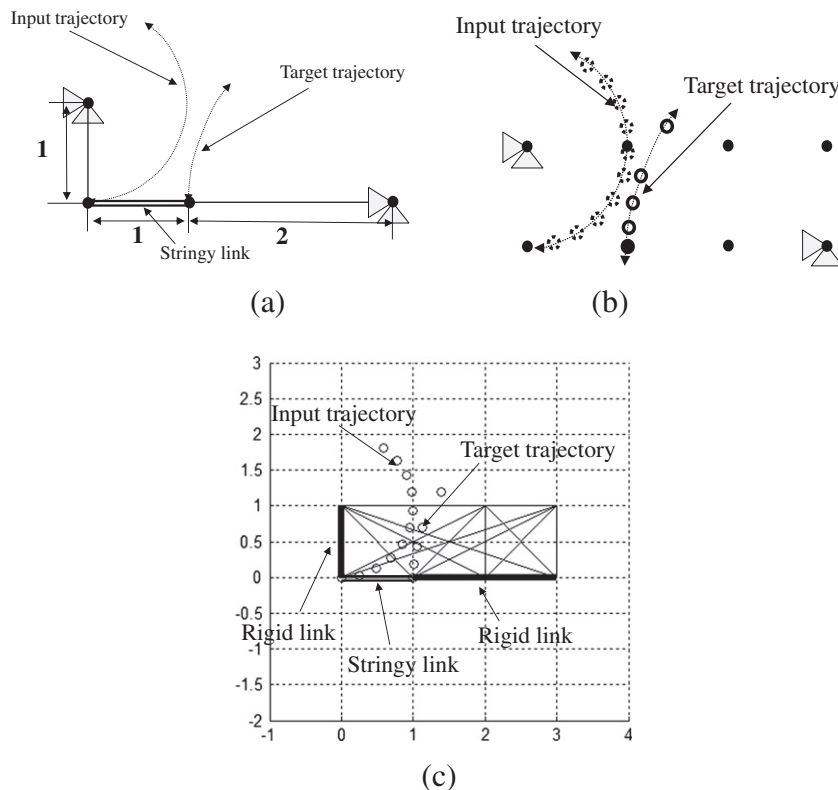 Input trajectory
Target trajectory
1
1
2
Stringy link
(a)
Input trajectory
Target trajectory
(b)
3
2.5
2
1.5
1
0.5
0
-0.5
-1
-1.5
-2
-1
0
1
2
3
4
Input trajectory
Target trajectory
Rigid link
Stringy link
Rigid link
(c)